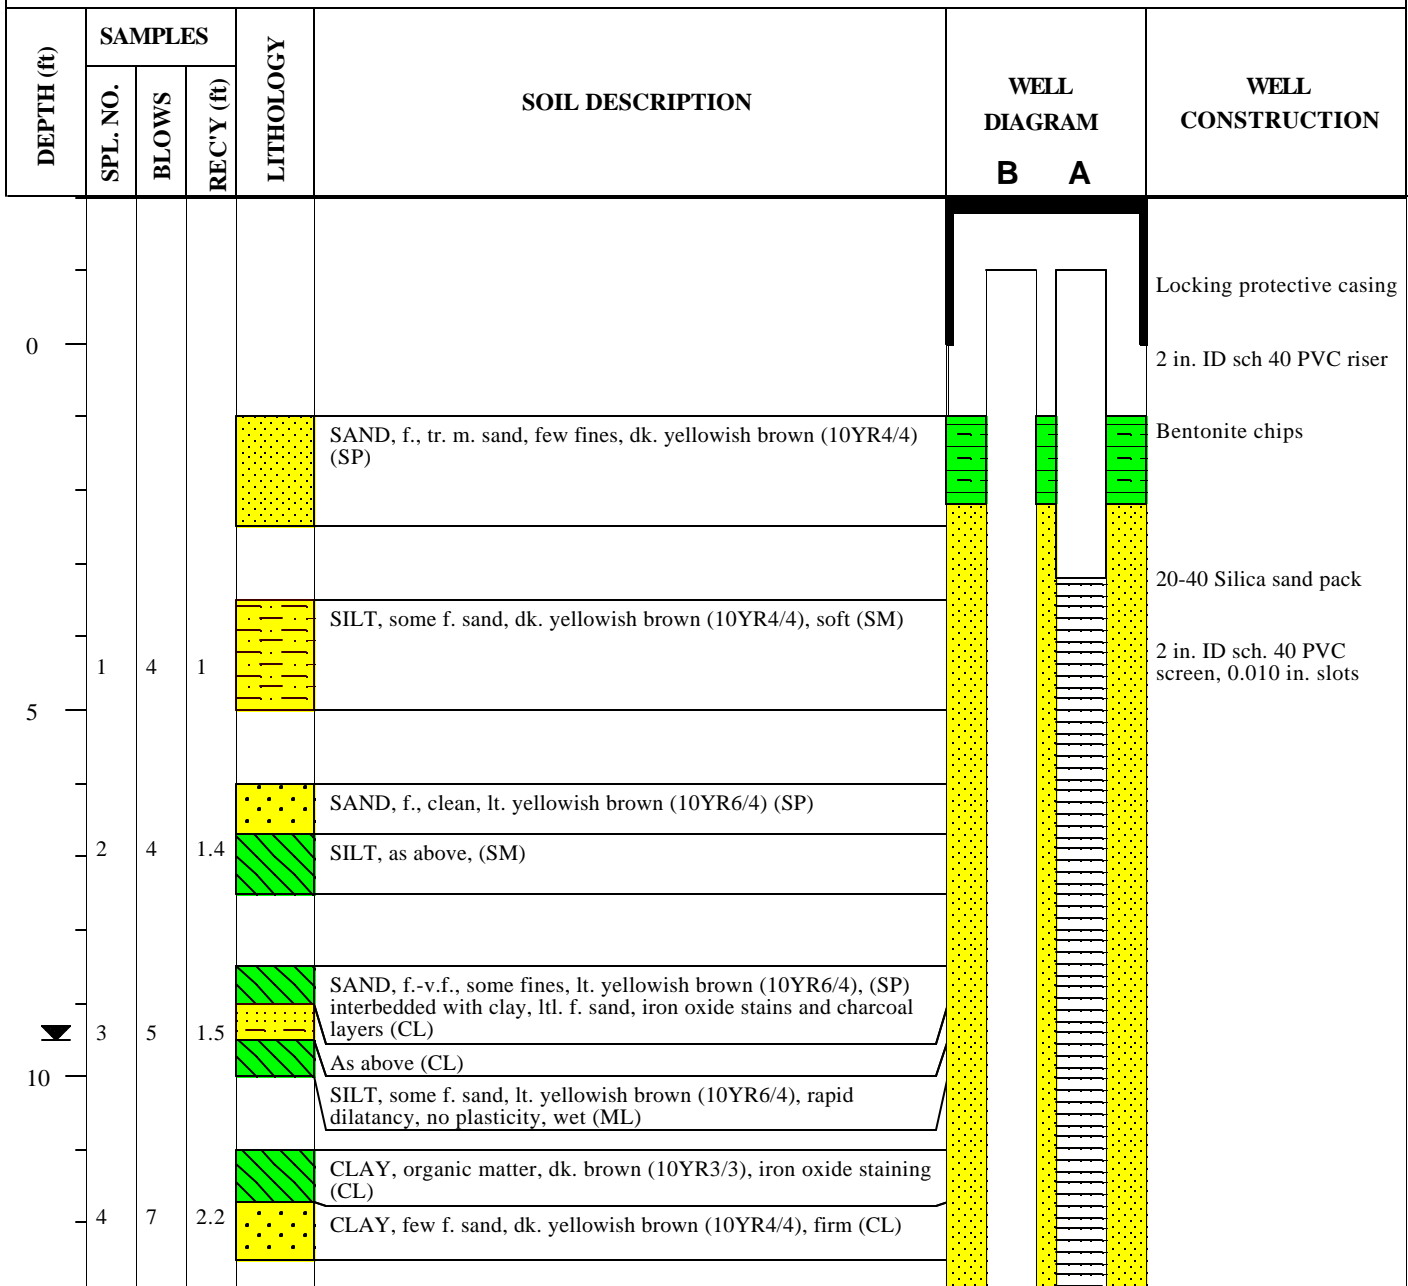 DEPTH (ft)
SAMPLES
SPL. NO.
BLOWS
REC'Y (ft)
LITHOLOGY
SOIL DESCRIPTION
WELL
DIAGRAM
B A
WELL
CONSTRUCTION
Locking protective casing
0
2 in. ID sch 40 PVC riser
SAND, f., tr. m. sand, few fines, dk. yellowish brown (10YR4/4)
(SP)
Bentonite chips
20-40 Silica sand pack
SILT, some f. sand, dk. yellowish brown (10YR4/4), soft (SM)
1 4 1
2 in. ID sch. 40 PVC
screen, 0.010 in. slots
5
SAND, f., clean, lt. yellowish brown (10YR6/4) (SP)
2 4 1.4
SILT, as above, (SM)
SAND, f.-v.f., some fines, lt. yellowish brown (10YR6/4), (SP)
interbedded with clay, ltl. f. sand, iron oxide stains and charcoal
layers (CL)
3 5 1.5
As above (CL)
10
SILT, some f. sand, lt. yellowish brown (10YR6/4), rapid
dilatancy, no plasticity, wet (ML)
CLAY, organic matter, dk. brown (10YR3/3), iron oxide staining
(CL)
4 7 2.2
CLAY, few f. sand, dk. yellowish brown (10YR4/4), firm (CL)